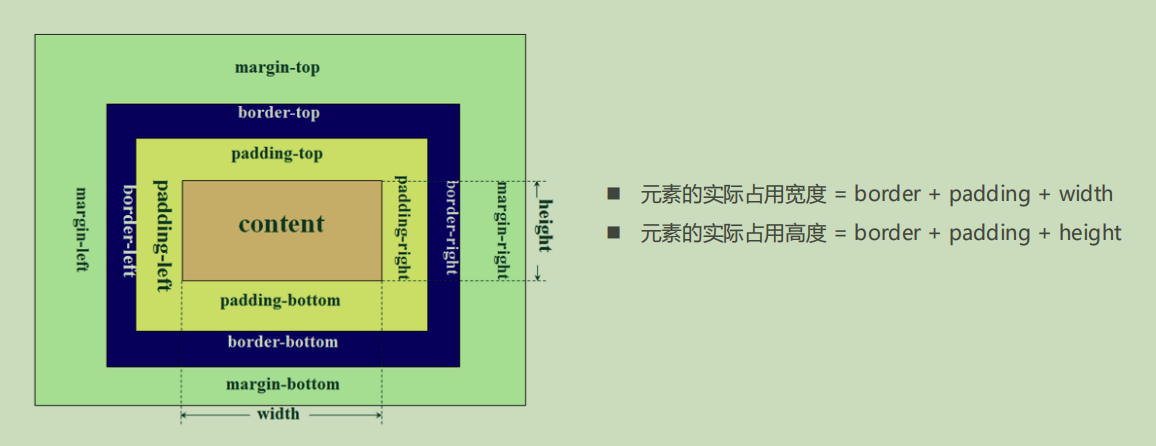 margin-top
border-top
padding-top
margin-left
border-left
padding-left
content
padding-right
border-right
margin-right
height
padding-bottom
border-bottom
margin-bottom
width
■ 元素的实际占用宽度 = border + padding + width
■ 元素的实际占用高度 = border + padding + height